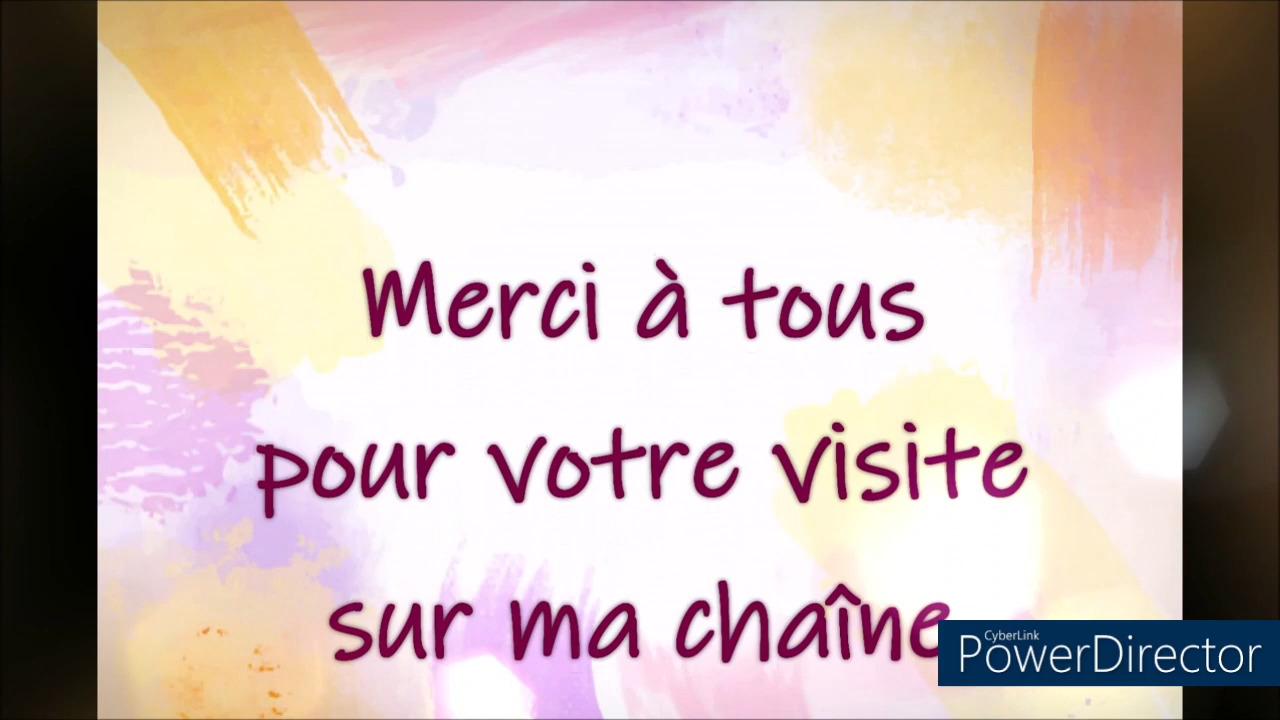 Merci à tous
pour votre visite
sur ma chaîne
CyberLink
PowerDirector